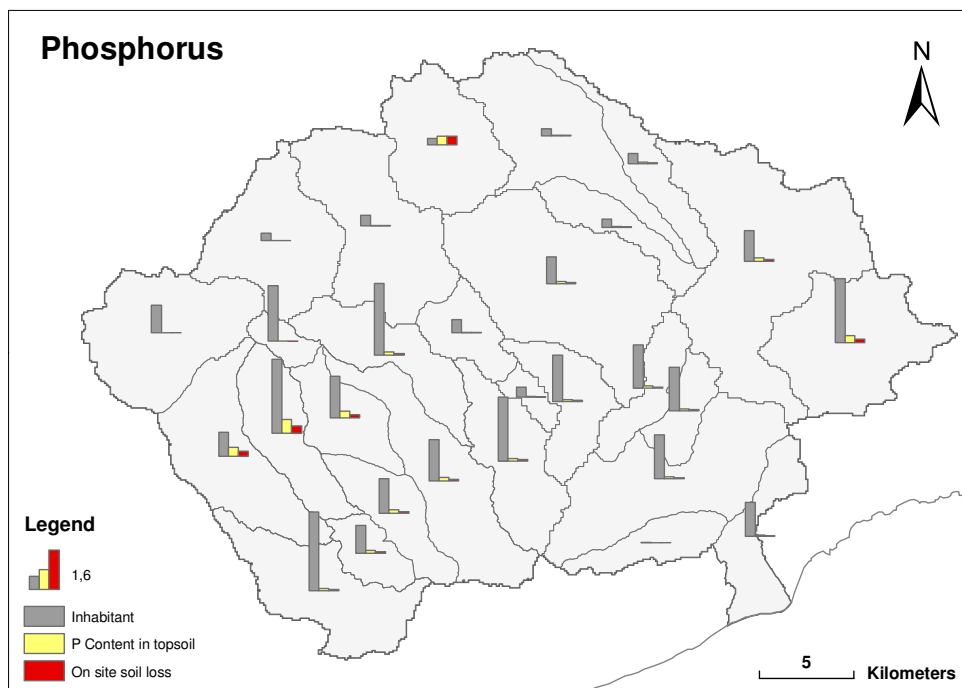 Phosphorus
N
Legend
1,6
Inhabitant
P Content in topsoil
On site soil loss
5
Kilometers